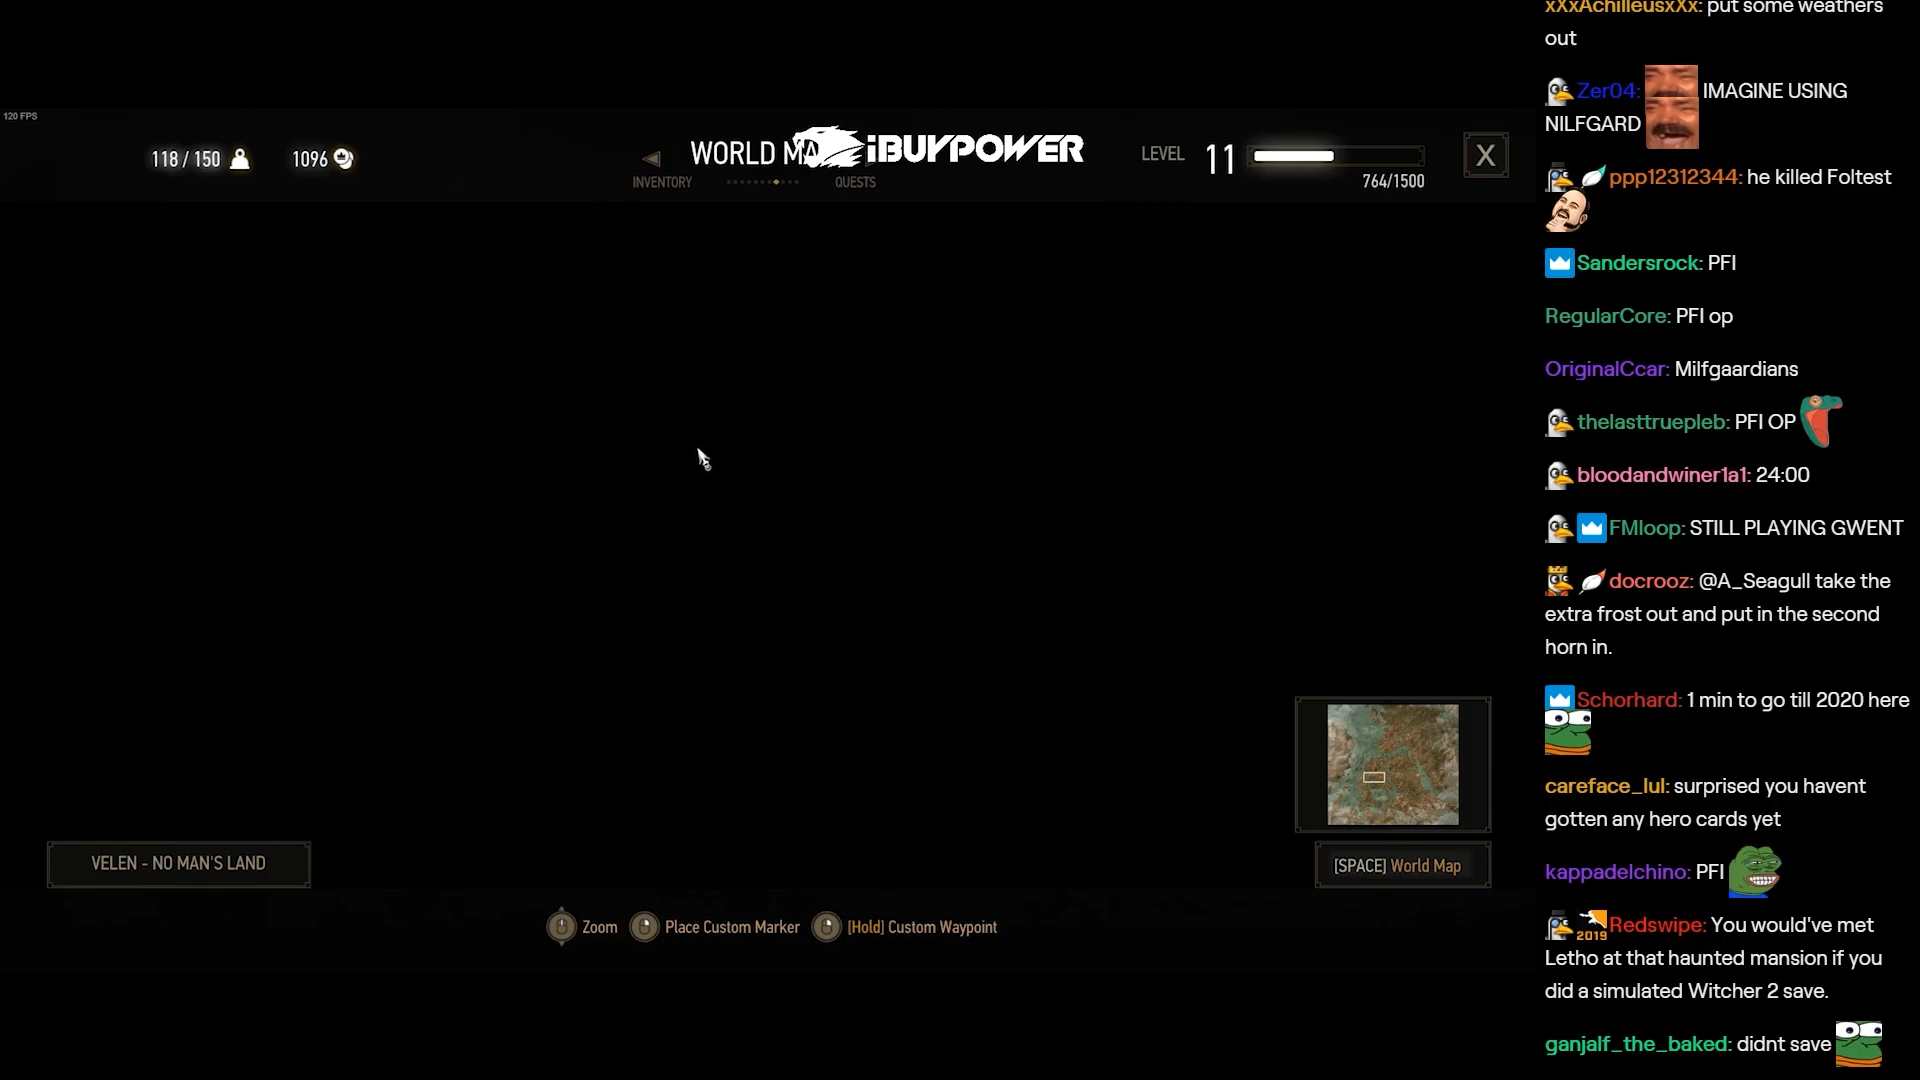 120 FPS
118 / 150
1096
WORLD MA
iBUYPOWER
INVENTORY
QUESTS
LEVEL 11
764/1500
X
VELEN - NO MAN'S LAND
[SPACE] World Map
Zoom
Place Custom Marker
[Hold] Custom Waypoint
xXxAchilleusxXx: put some weathers
out
Zer04: IMAGINE USING
NILFGARD
ppp12312344: he killed Foltest
Sandersrock: PFI
RegularCore: PFI op
OriginalCcar: Milfgaardians
thelasttruepleb: PFI OP
bloodandwiner1a1: 24:00
FMloop: STILL PLAYING GWENT
docrooz: @A_Seagull take the
extra frost out and put in the second
horn in.
Schorhard: 1 min to go till 2020 here
careface_lul: surprised you havent
gotten any hero cards yet
kappadelchino: PFI
2019 Redswipe: You would've met
Letho at that haunted mansion if you
did a simulated Witcher 2 save.
ganjalf_the_baked: didnt save